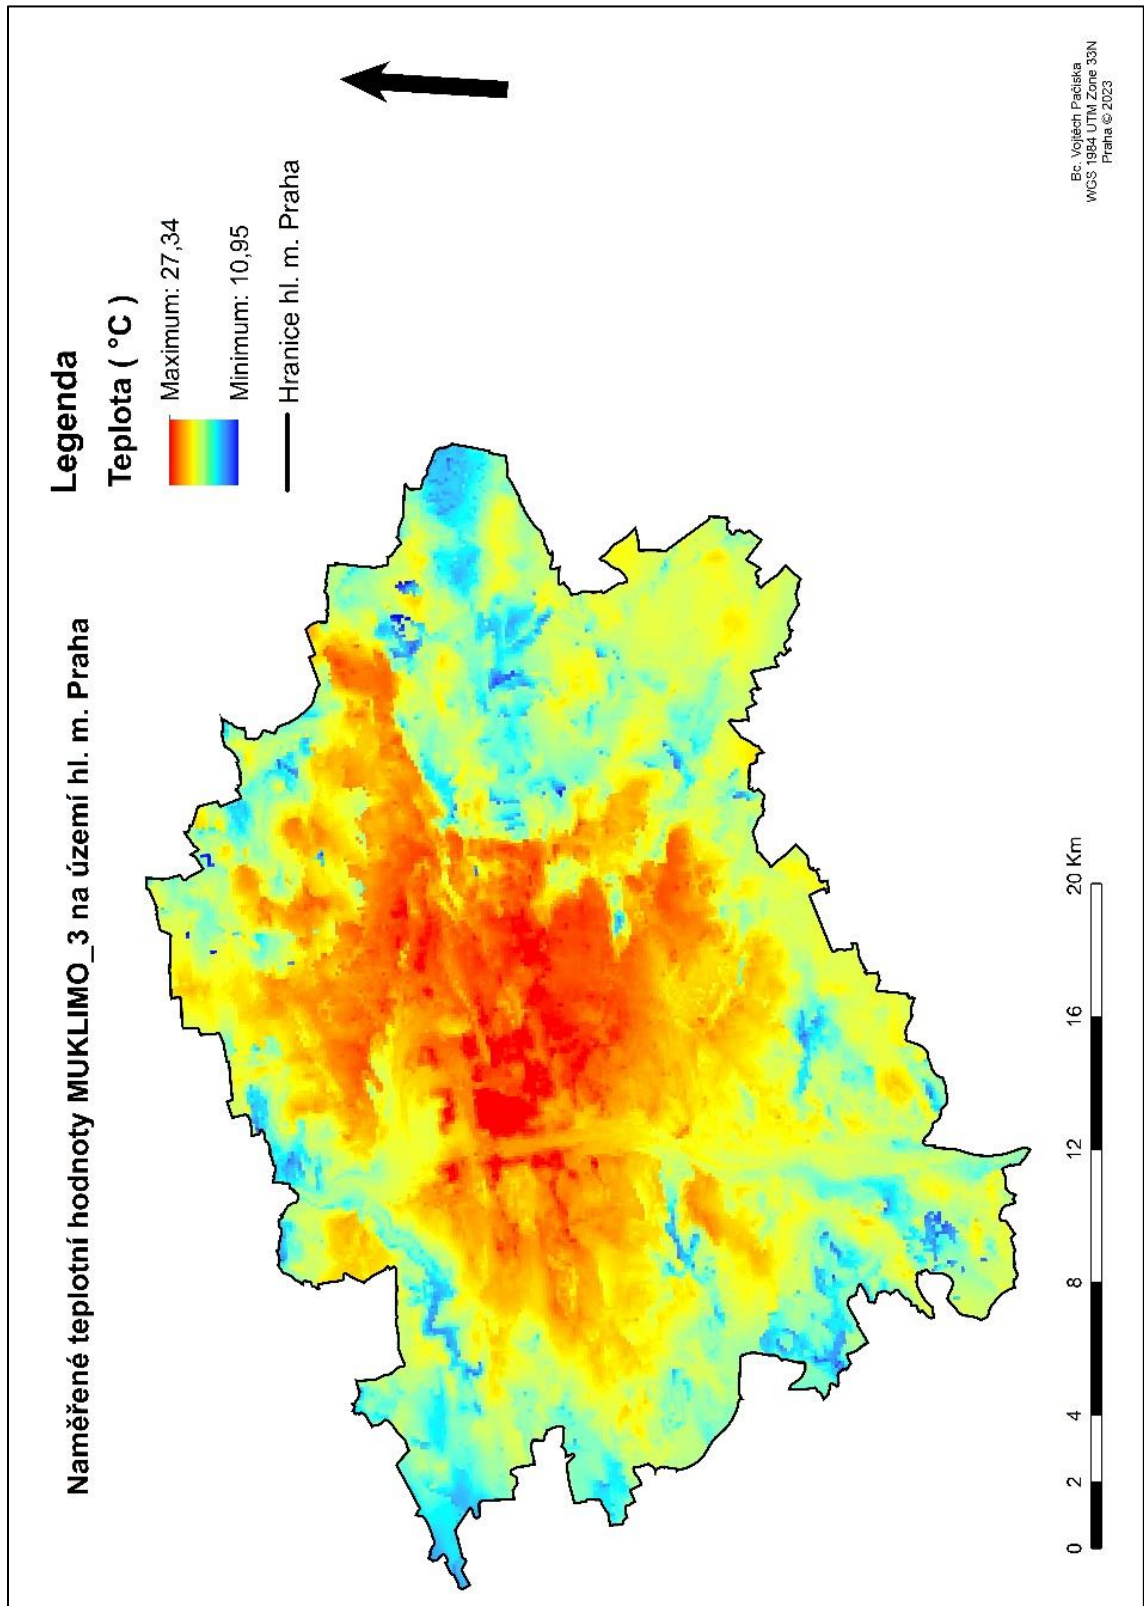 Naměřené teplotní hodnoty MUKLIMO_3 na území hl. m. Praha
Legenda
Teplota ( °C )
Maximum: 27,34
Minimum: 10,95
Hranice hl. m. Praha
0 2 4 8 12 16 20 Km
Bc. Vojtěch Pačiska
WGS 1984 UTM Zone 33N
Praha © 2023